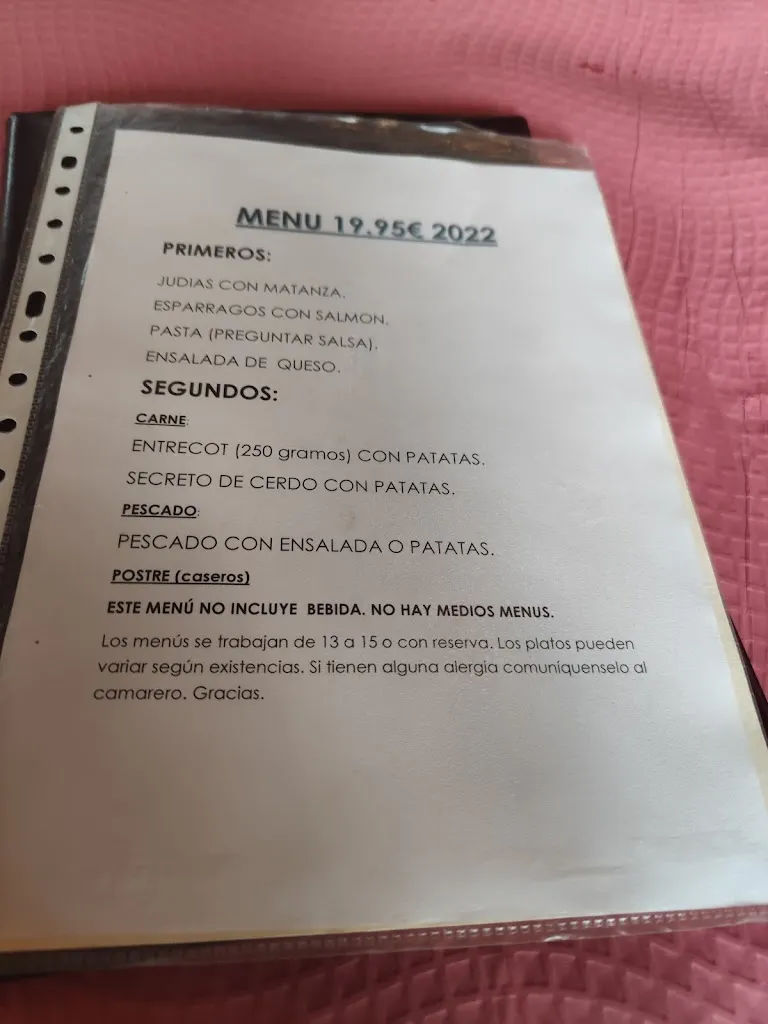 MENU 19.95€ 2022
PRIMEROS:
JUDIAS CON MATANZA.
ESPARRAGOS CON SALMON.
PASTA (PREGUNTAR SALSA).
ENSALADA DE QUESO.
SEGUNDOS:
CARNE:
ENTRECOT (250 gramos) CON PATATAS.
SECRETO DE CERDO CON PATATAS.
PESCADO:
PESCADO CON ENSALADA O PATATAS.
POSTRE (caseros)
ESTE MENÚ NO INCLUYE BEBIDA. NO HAY MEDIOS MENUS.
Los menús se trabajan de 13 a 15 o con reserva. Los platos pueden
variar según existencias. Si tienen alguna alergia comuníquenselo al
camarero. Gracias.